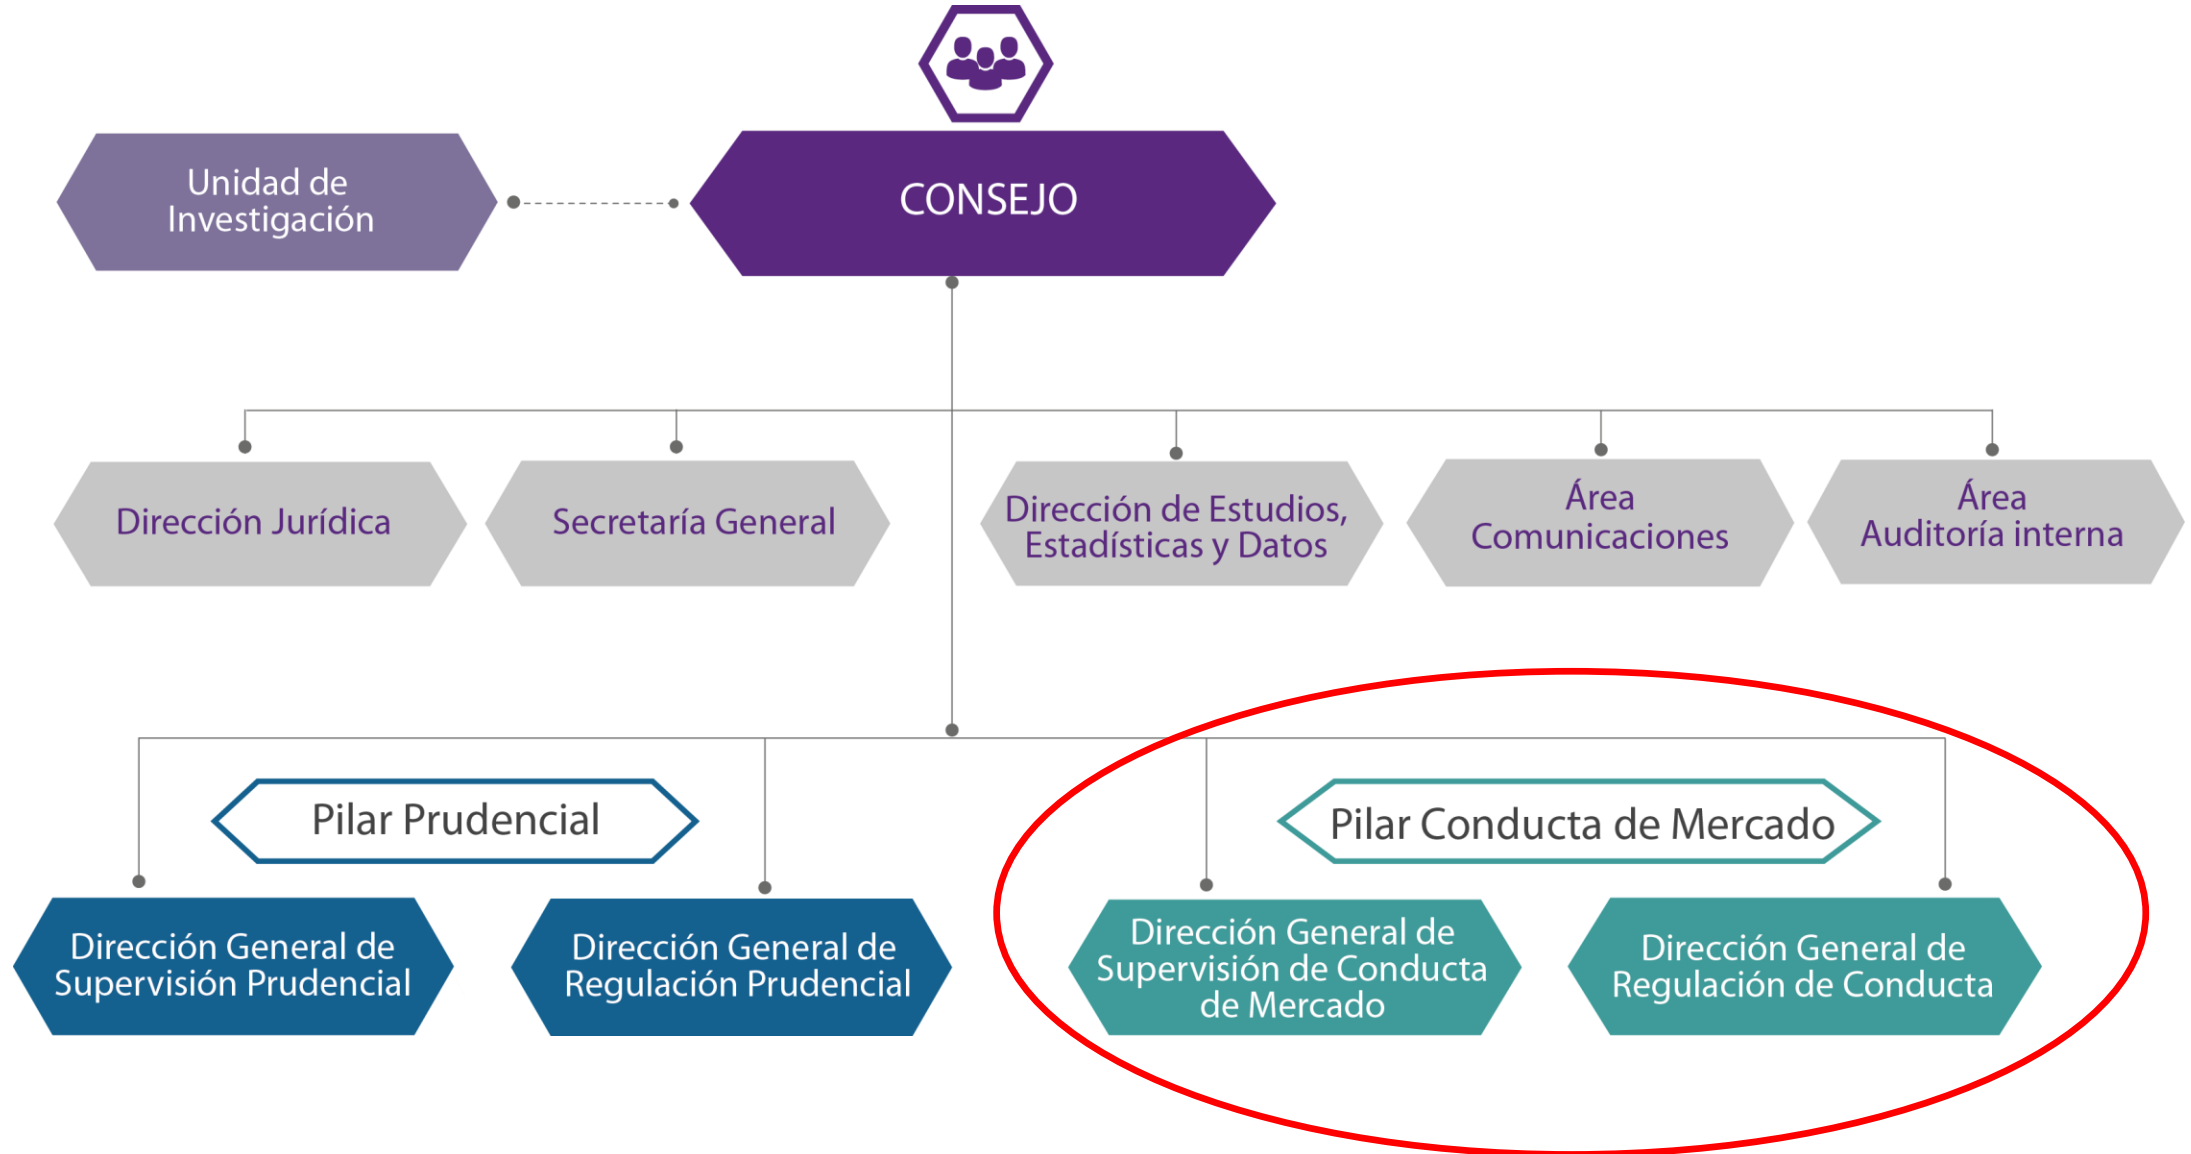 Unidad de
Investigación
CONSEJO
Dirección Jurídica
Secretaría General
Dirección de Estudios,
Estadísticas y Datos
Área
Comunicaciones
Área
Auditoría interna
Pilar Prudencial
Pilar Conducta de Mercado
Dirección General de
Supervisión Prudencial
Dirección General de
Regulación Prudencial
Dirección General de
Supervisión de Conducta
de Mercado
Dirección General de
Regulación de Conducta